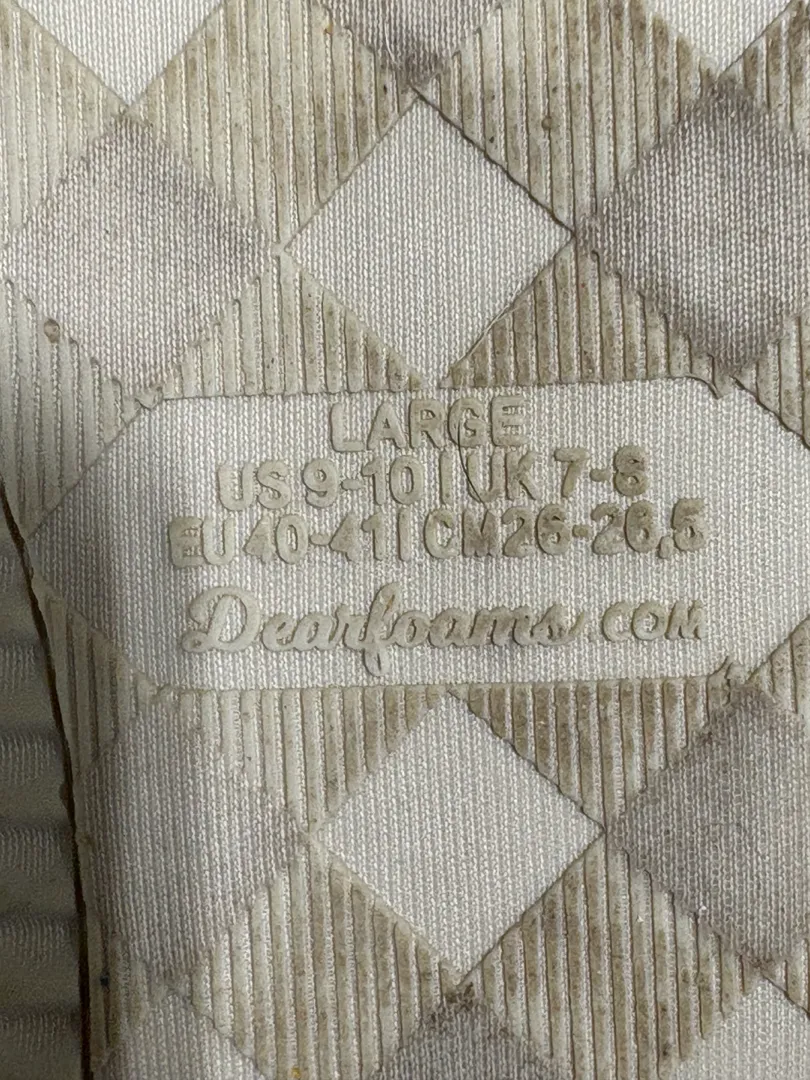 LARGE
US 9-10 | UK 7-8
EU 40-41 | CM 26-26,5
Dearfoams.COM